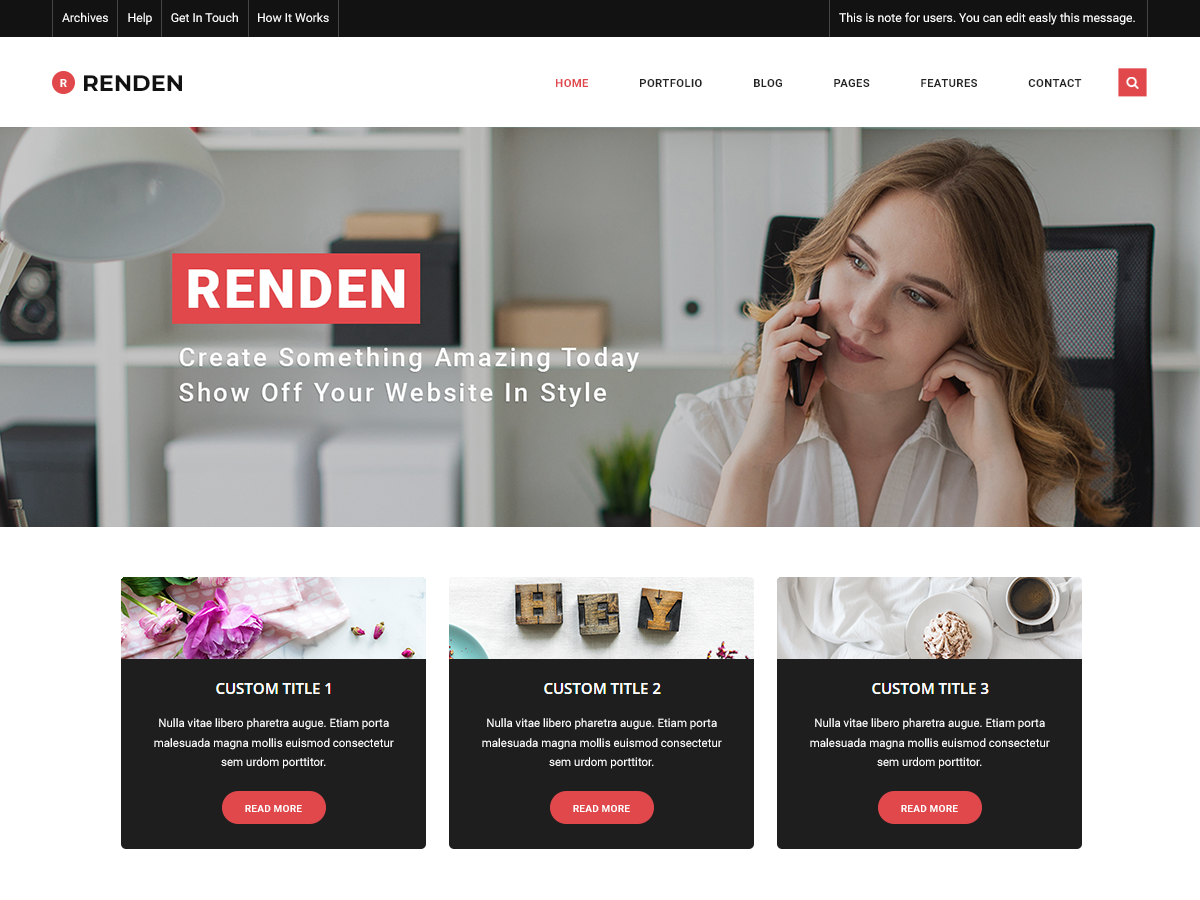 Archives Help Get In Touch How It Works This is note for users. You can edit easly this message.
R RENDEN HOME PORTFOLIO BLOG PAGES FEATURES CONTACT
RENDEN
Create Something Amazing Today
Show Off Your Website In Style
HEY
CUSTOM TITLE 1
Nulla vitae libero pharetra augue. Etiam porta
malesuada magna mollis euismod consectetur
sem urdom porttitor.
READ MORE
CUSTOM TITLE 2
Nulla vitae libero pharetra augue. Etiam porta
malesuada magna mollis euismod consectetur
sem urdom porttitor.
READ MORE
CUSTOM TITLE 3
Nulla vitae libero pharetra augue. Etiam porta
malesuada magna mollis euismod consectetur
sem urdom porttitor.
READ MORE